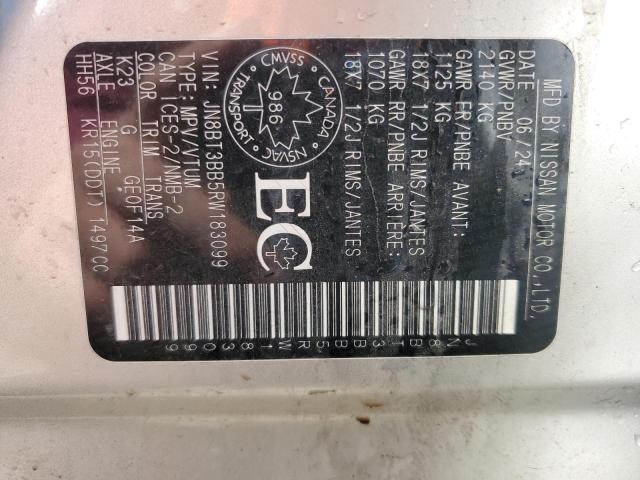 MFD BY NISSAN MOTOR CO.,LTD.
DATE 06/24
GVWR/PNBV
2140 KG
GAWR FR/PNBE AVANT:
1125 KG
18X7 1/2J RIMS/JANTES
GAWR RR/PNBE ARRIERE:
1070 KG
18X7 1/2J RIMS/JANTES
CMVSS
CANADA
NSVAC
TRANSPORT
986
EC
VIN: JN8BT3BB5RW183099
TYPE: MPV/VTUM
CAN ICES-2/NMB-2
COLOR TRIM TRANS
K23 G GEOF14A
AXLE ENGINE
HH56 KR15(DDT) 1497CC
JN8BT3BB5RW183099